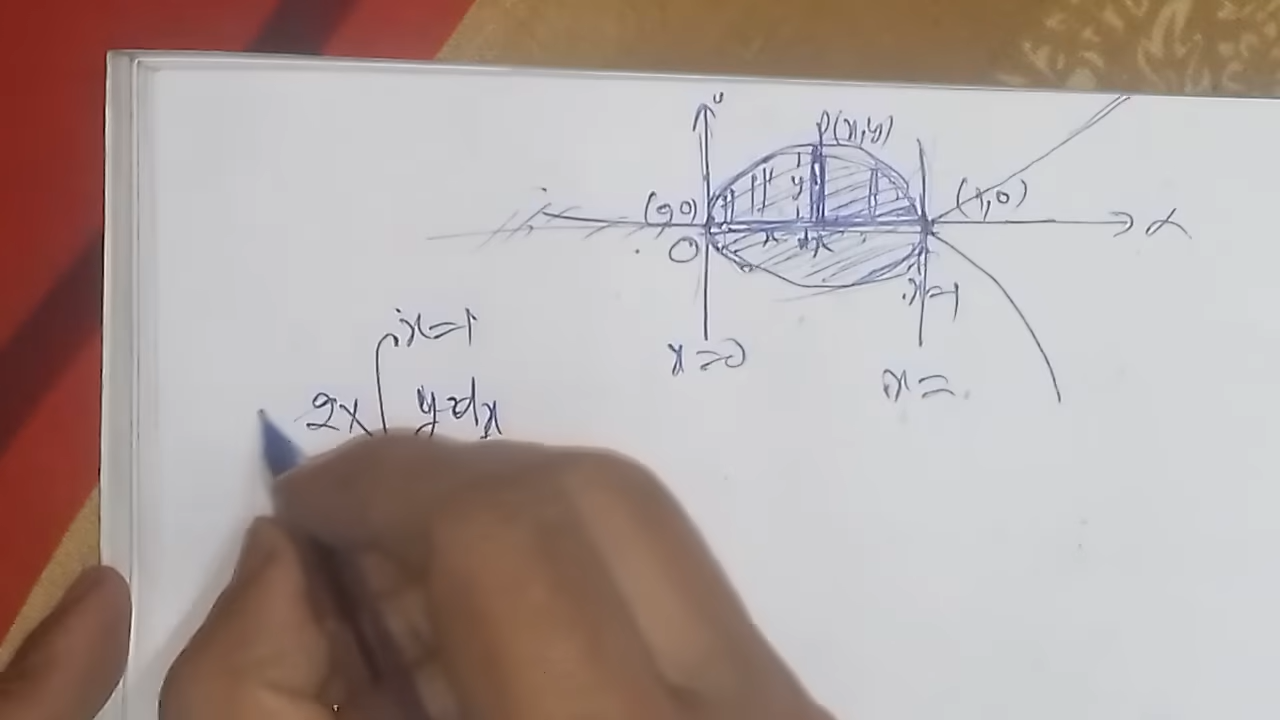 y
P(x,y)
(0,0)
(1,0)
y
x
x
dx
O
x=1
x=0
x=
x=1
2x ∫ y dx